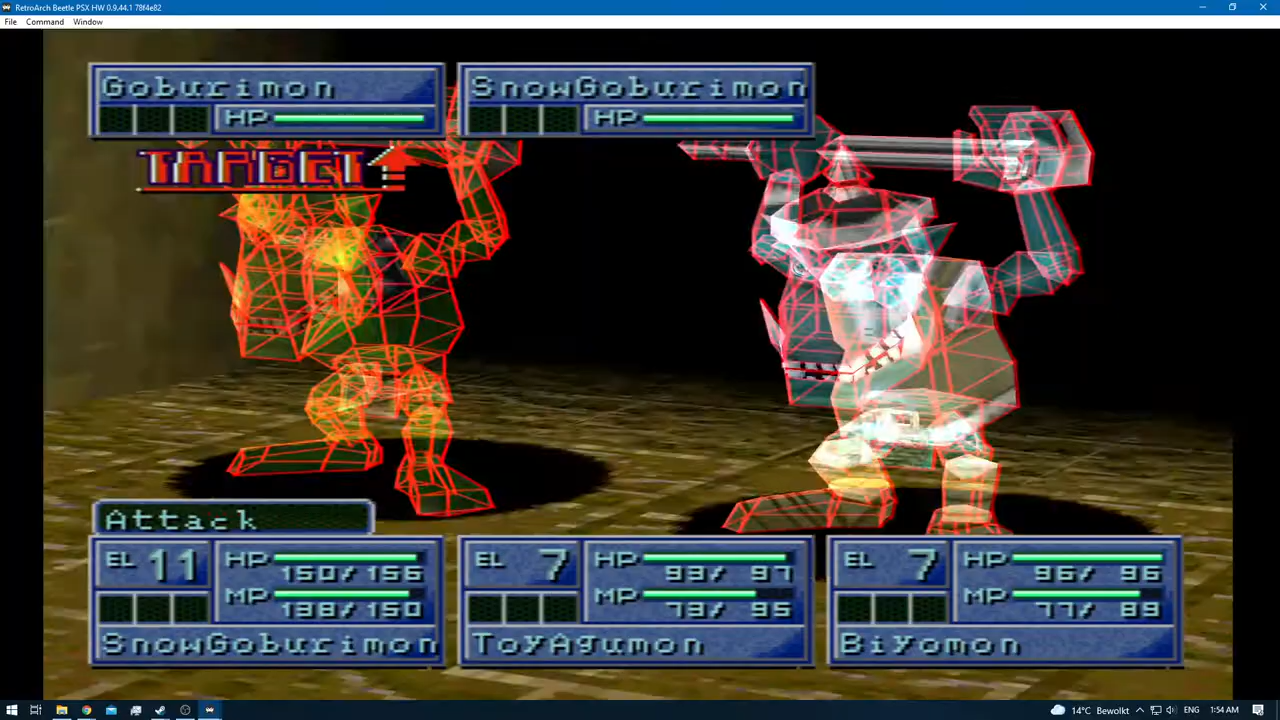 RetroArch Beetle PSX HW 0.9.44.1 78f4e82
File Command Window
Goburimon
HP
SnowGoburimon
HP
TARGET
Attack
EL 11 HP 150/156
MP 138/150
SnowGoburimon
EL 7 HP 93/ 97
MP 73/ 95
ToyAgumon
EL 7 HP 96/ 96
MP 77/ 89
Biyomon
14°C Bewolkt ENG 1:54 AM